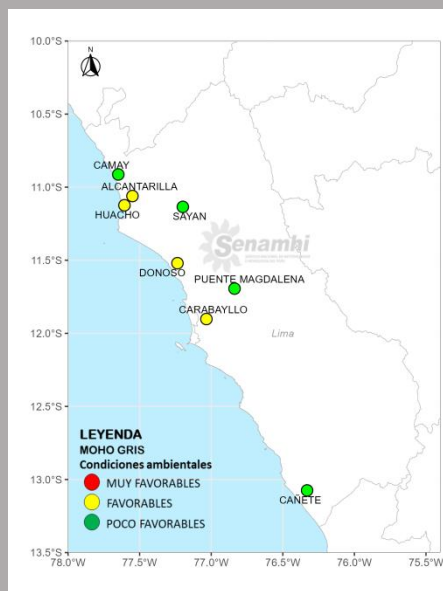 10.0°S
N
10.5°S
CAMAY
11.0°S
ALCANTARILLA
HUACHO
SAYAN
Senamhi
11.5°S
DONOSO
PUENTE MAGDALENA
CARABAYLLO
12.0°S
Lima
12.5°S
LEYENDA
MOHO GRIS
Condiciones ambientales
13.0°S
MUY FAVORABLES
FAVORABLES
POCO FAVORABLES
CAÑETE
13.5°S
78.0°W 77.5°W 77.0°W 76.5°W 76.0°W 75.5°W